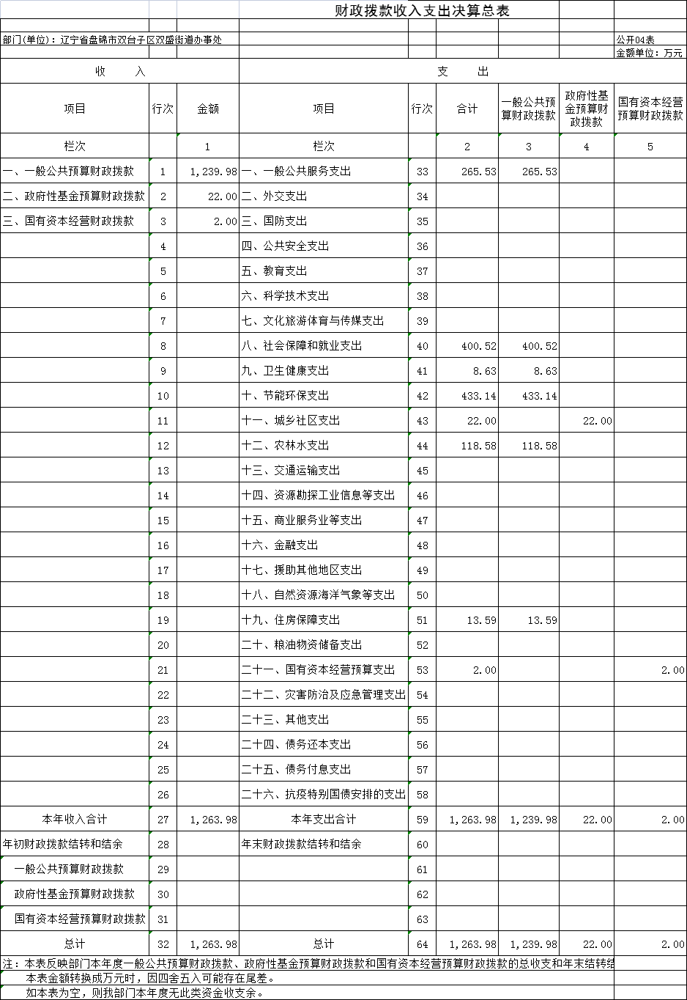 财政拨款收入支出决算总表
部门(单位)：辽宁省盘锦市双台子区双盛街道办事处 公开04表
金额单位：万元
收 入 支 出
项目 行次 金额 项目 行次 合计 一般公共预算财政拨款 政府性基金预算财政拨款 国有资本经营预算财政拨款
栏次 1 栏次 2 3 4 5
一、一般公共预算财政拨款 1 1,239.98 一、一般公共服务支出 33 265.53 265.53
二、政府性基金预算财政拨款 2 22.00 二、外交支出 34
三、国有资本经营财政拨款 3 2.00 三、国防支出 35
4 四、公共安全支出 36
5 五、教育支出 37
6 六、科学技术支出 38
7 七、文化旅游体育与传媒支出 39
8 八、社会保障和就业支出 40 400.52 400.52
9 九、卫生健康支出 41 8.63 8.63
10 十、节能环保支出 42 433.14 433.14
11 十一、城乡社区支出 43 22.00 22.00
12 十二、农林水支出 44 118.58 118.58
13 十三、交通运输支出 45
14 十四、资源勘探工业信息等支出 46
15 十五、商业服务业等支出 47
16 十六、金融支出 48
17 十七、援助其他地区支出 49
18 十八、自然资源海洋气象等支出 50
19 十九、住房保障支出 51 13.59 13.59
20 二十、粮油物资储备支出 52
21 二十一、国有资本经营预算支出 53 2.00 2.00
22 二十二、灾害防治及应急管理支出 54
23 二十三、其他支出 55
24 二十四、债务还本支出 56
25 二十五、债务付息支出 57
26 二十六、抗疫特别国债安排的支出 58
本年收入合计 27 1,263.98 本年支出合计 59 1,263.98 1,239.98 22.00 2.00
年初财政拨款结转和结余 28 年末财政拨款结转和结余 60
一般公共预算财政拨款 29 61
政府性基金预算财政拨款 30 62
国有资本经营预算财政拨款 31 63
总计 32 1,263.98 总计 64 1,263.98 1,239.98 22.00 2.00
注：本表反映部门本年度一般公共预算财政拨款、政府性基金预算财政拨款和国有资本经营预算财政拨款的总收支和年末结转结
本表金额转换成万元时，因四舍五入可能存在尾差。
如本表为空，则我部门本年度无此类资金收支余。